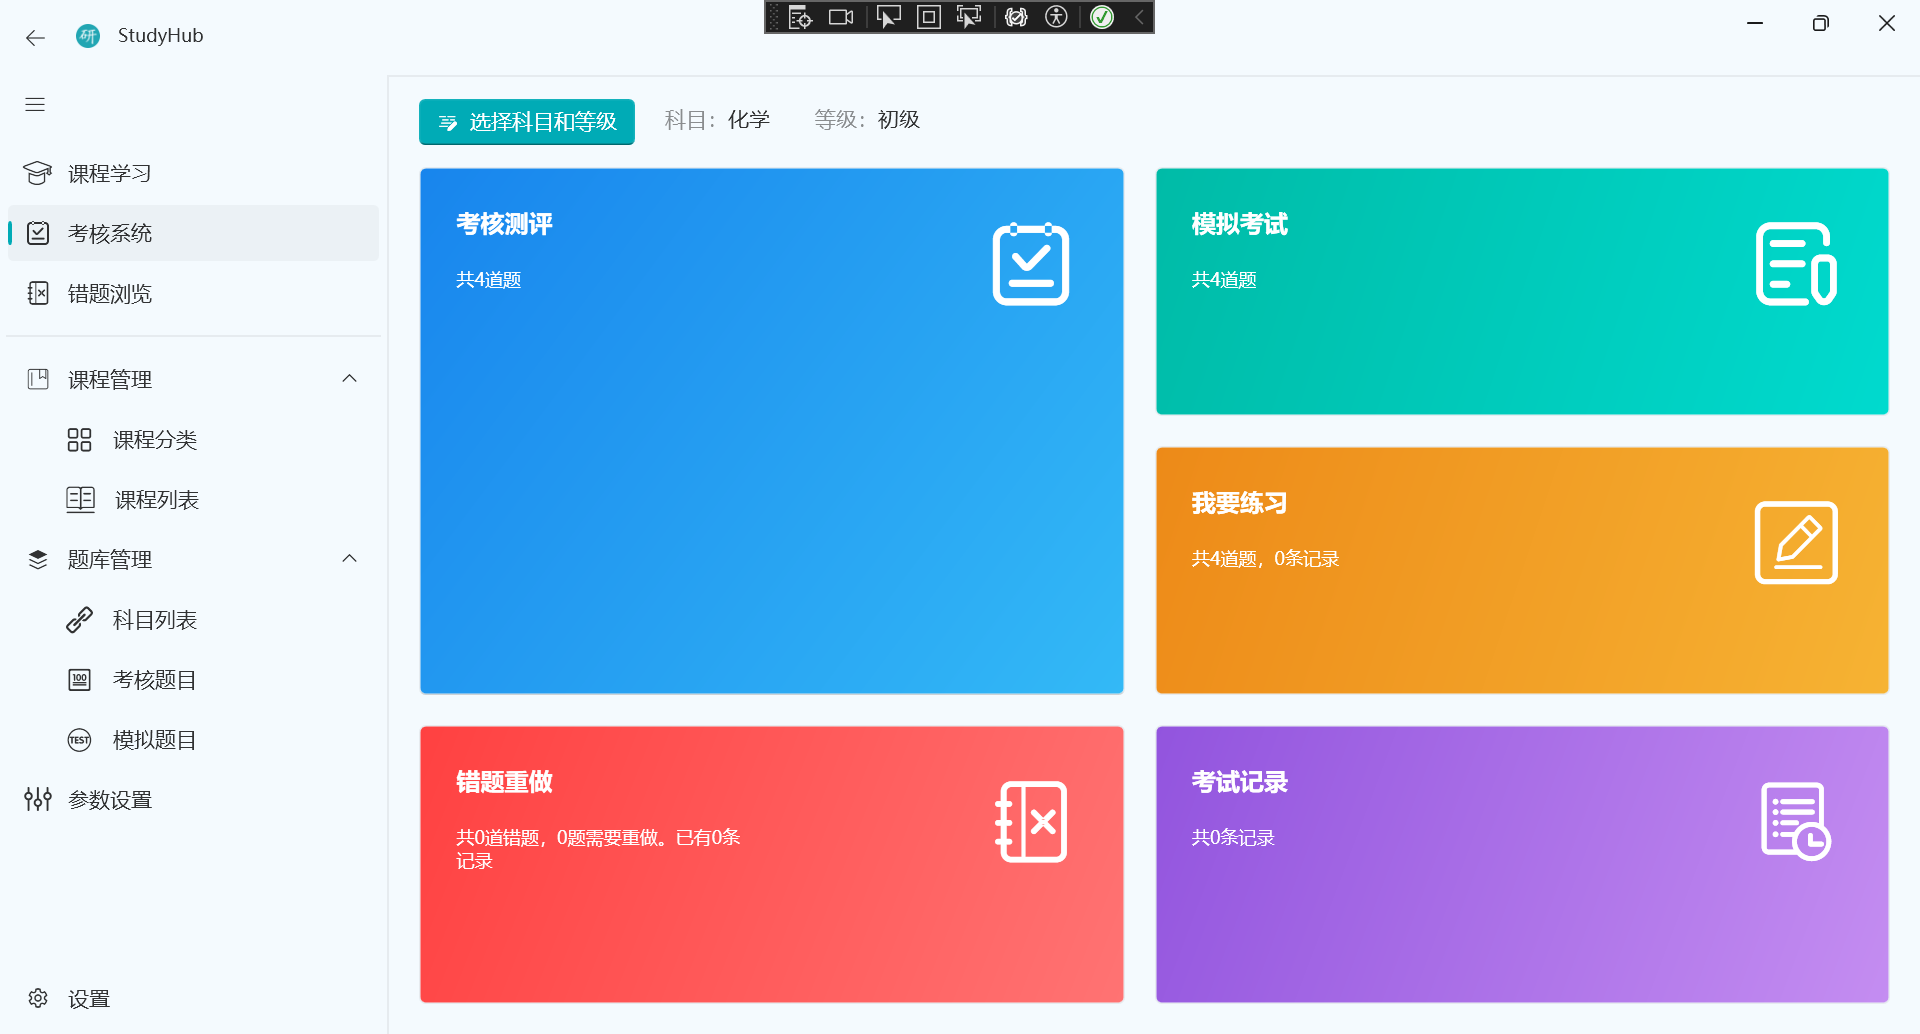 研
StudyHub
选择科目和等级
科目：化学
等级：初级
课程学习
考核系统
错题浏览
课程管理
课程分类
课程列表
题库管理
科目列表
100
考核题目
TEST
模拟题目
参数设置
设置
考核测评
共4道题
模拟考试
共4道题
我要练习
共4道题，0条记录
错题重做
共0道错题，0题需要重做。已有0条
记录
考试记录
共0条记录